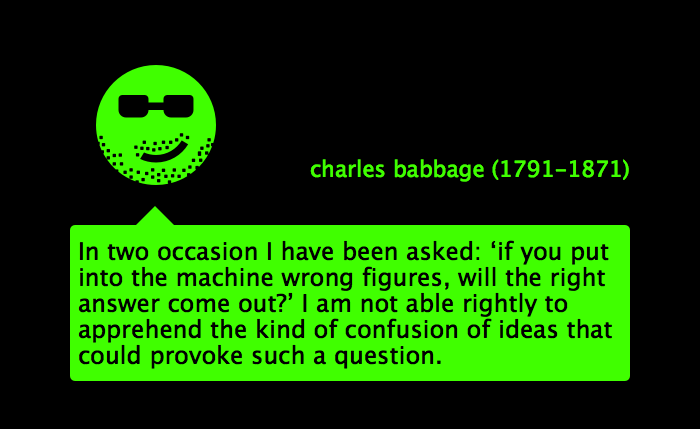 charles babbage (1791–1871)
In two occasion I have been asked: ‘if you put
into the machine wrong figures, will the right
answer come out?’ I am not able rightly to
apprehend the kind of confusion of ideas that
could provoke such a question.